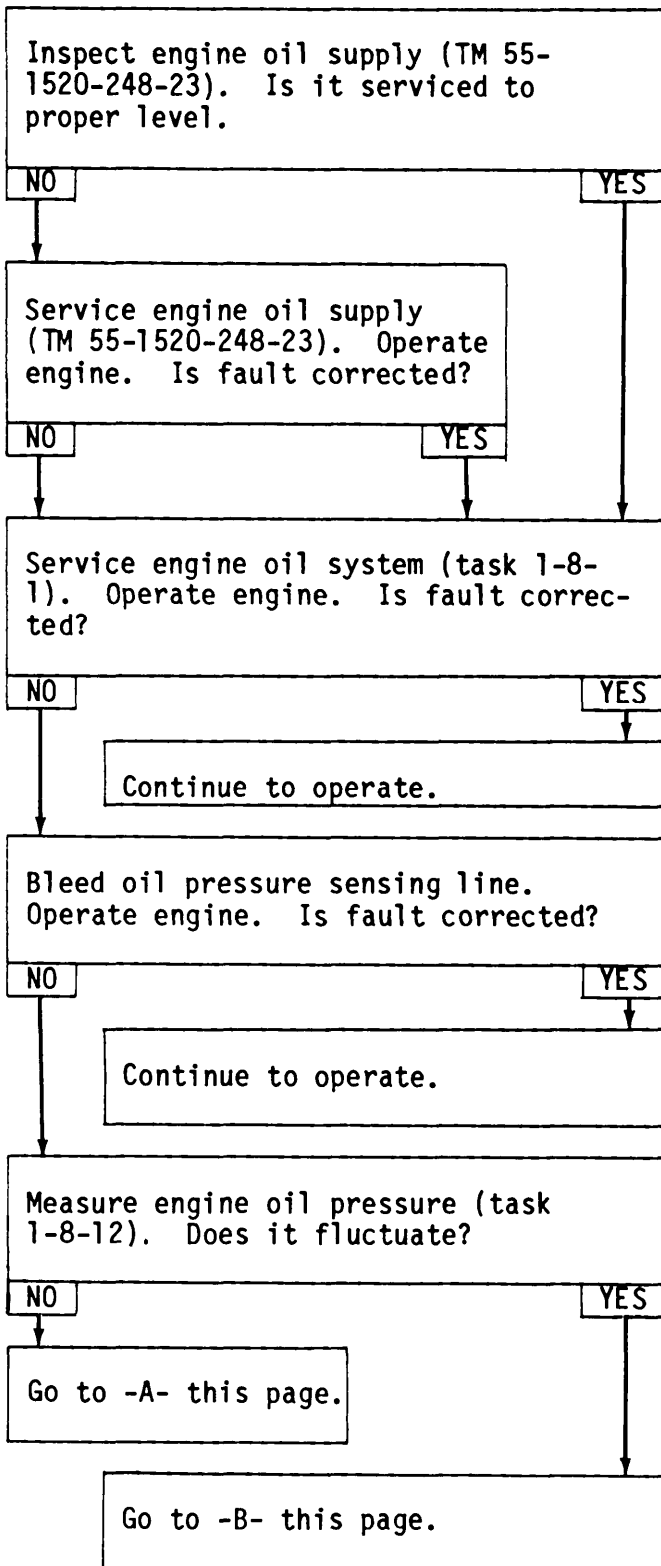 Inspect engine oil supply (TM 55-
1520-248-23). Is it serviced to
proper level.
NO
YES
Service engine oil supply
(TM 55-1520-248-23). Operate
engine. Is fault corrected?
NO
YES
Service engine oil system (task 1-8-
1). Operate engine. Is fault correc-
ted?
NO
YES
Continue to operate.
Bleed oil pressure sensing line.
Operate engine. Is fault corrected?
NO
YES
Continue to operate.
Measure engine oil pressure (task
1-8-12). Does it fluctuate?
NO
YES
Go to -A- this page.
Go to -B- this page.